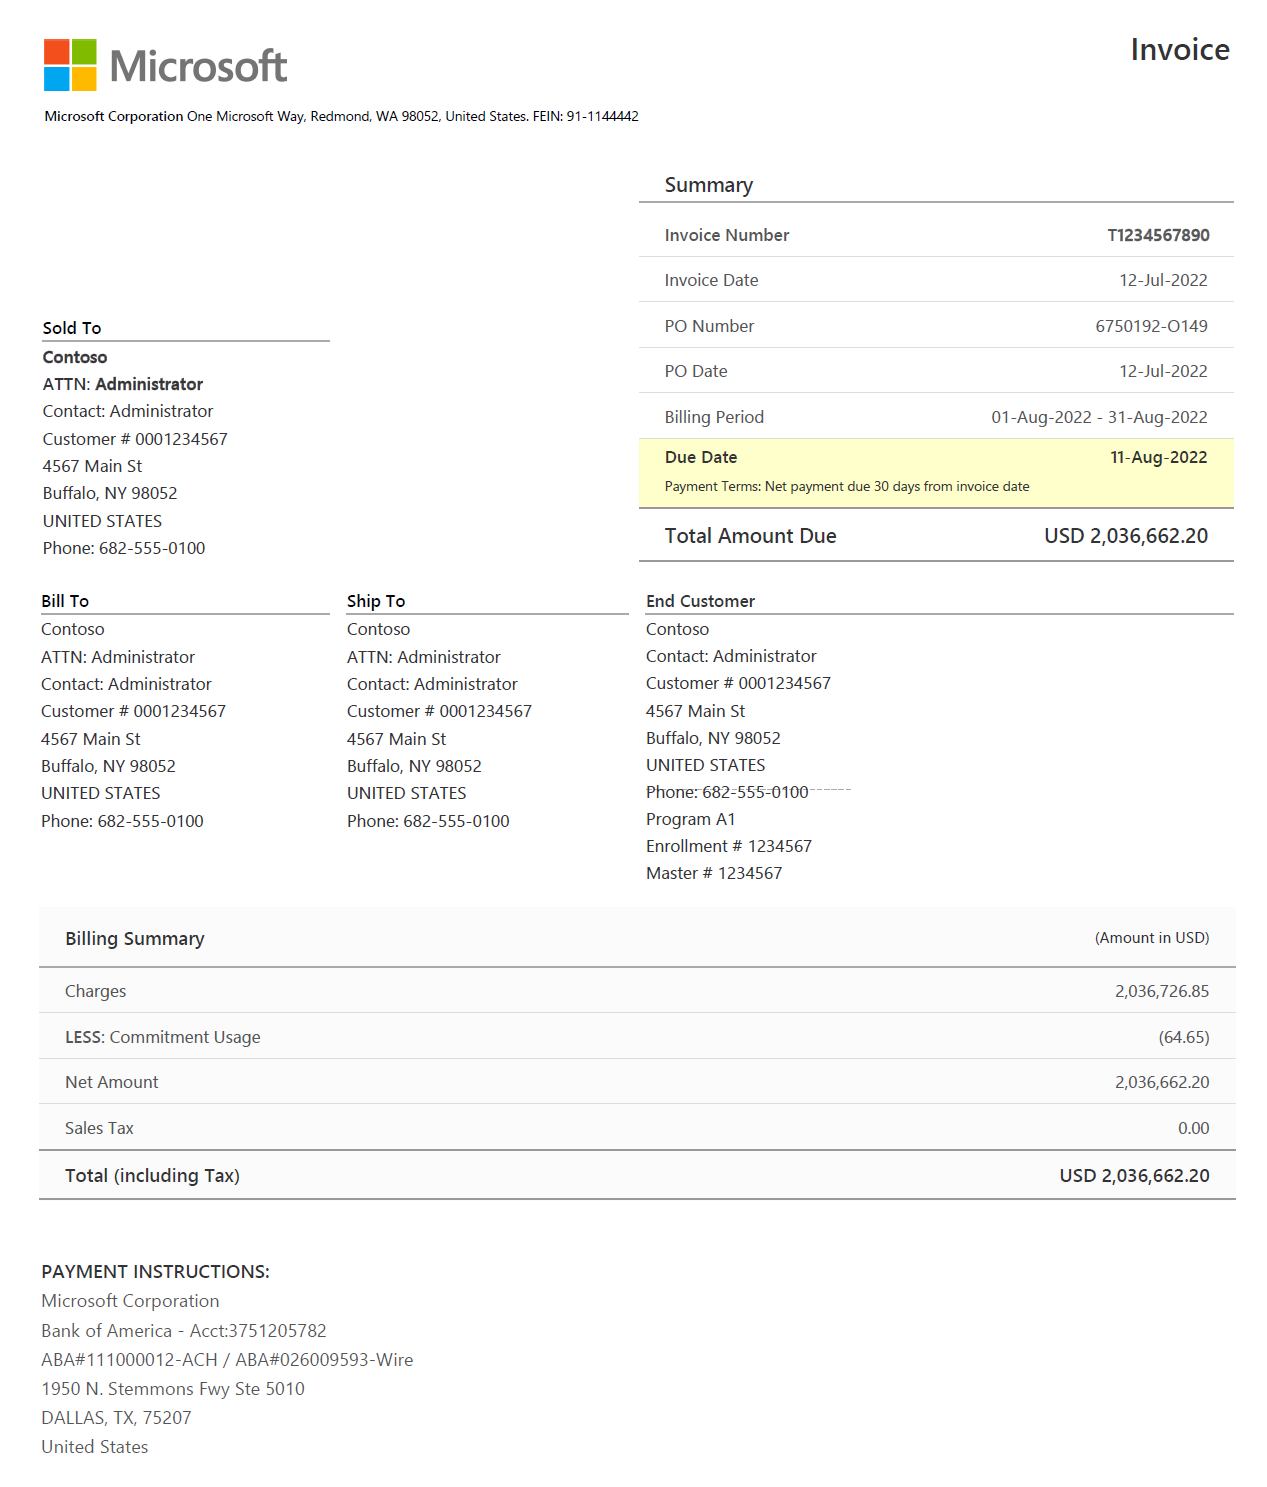 Microsoft
Invoice
Microsoft Corporation One Microsoft Way, Redmond, WA 98052, United States. FEIN: 91-1144442
Summary
Invoice Number T1234567890
Invoice Date 12-Jul-2022
PO Number 6750192-O149
PO Date 12-Jul-2022
Billing Period 01-Aug-2022 - 31-Aug-2022
Due Date 11-Aug-2022
Payment Terms: Net payment due 30 days from invoice date
Total Amount Due USD 2,036,662.20
Sold To
Contoso
ATTN: Administrator
Contact: Administrator
Customer # 0001234567
4567 Main St
Buffalo, NY 98052
UNITED STATES
Phone: 682-555-0100
Bill To
Contoso
ATTN: Administrator
Contact: Administrator
Customer # 0001234567
4567 Main St
Buffalo, NY 98052
UNITED STATES
Phone: 682-555-0100
Ship To
Contoso
ATTN: Administrator
Contact: Administrator
Customer # 0001234567
4567 Main St
Buffalo, NY 98052
UNITED STATES
Phone: 682-555-0100
End Customer
Contoso
Contact: Administrator
Customer # 0001234567
4567 Main St
Buffalo, NY 98052
UNITED STATES
Phone: 682-555-0100
Program A1
Enrollment # 1234567
Master # 1234567
Billing Summary (Amount in USD)
Charges 2,036,726.85
LESS: Commitment Usage (64.65)
Net Amount 2,036,662.20
Sales Tax 0.00
Total (including Tax) USD 2,036,662.20
PAYMENT INSTRUCTIONS:
Microsoft Corporation
Bank of America - Acct:3751205782
ABA#111000012-ACH / ABA#026009593-Wire
1950 N. Stemmons Fwy Ste 5010
DALLAS, TX, 75207
United States